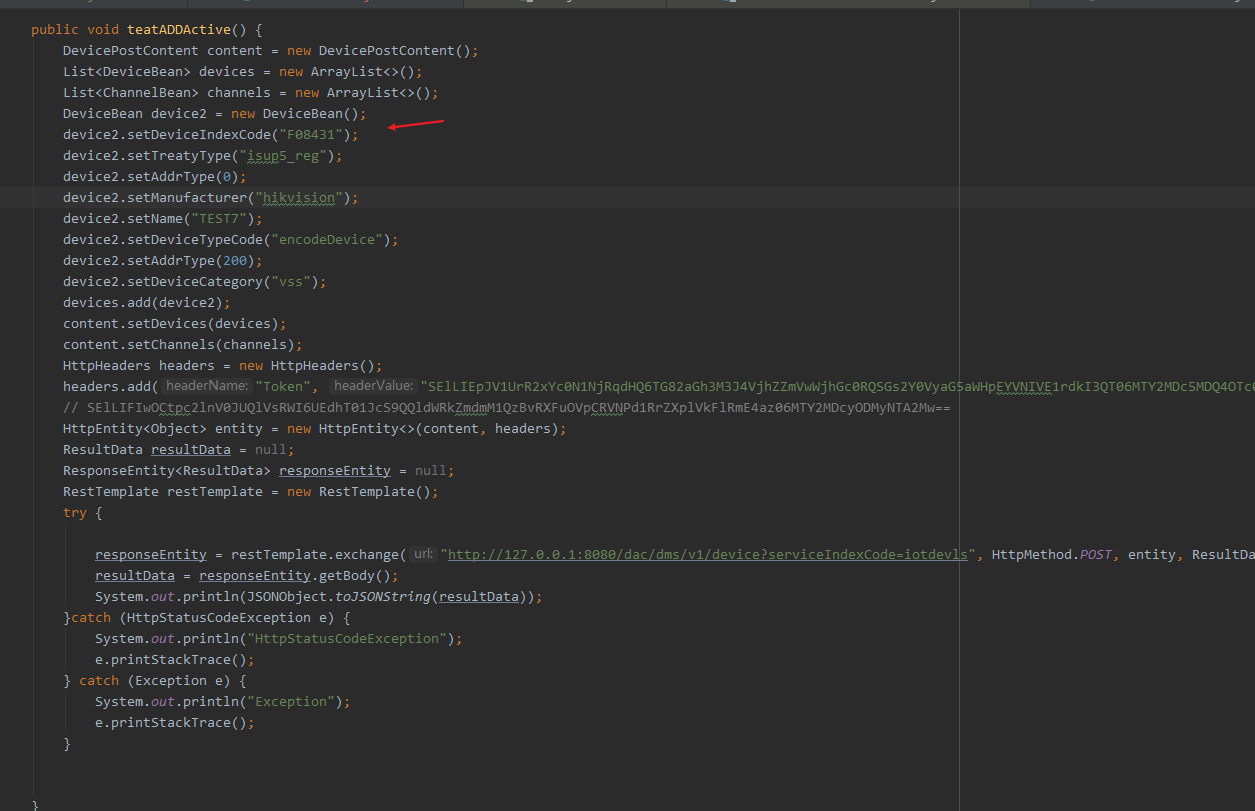 public void teatADDActive() {
DevicePostContent content = new DevicePostContent();
List<DeviceBean> devices = new ArrayList<>();
List<ChannelBean> channels = new ArrayList<>();
DeviceBean device2 = new DeviceBean();
device2.setDeviceIndexCode("F08431");
device2.setTreatyType("isup5_reg");
device2.setAddrType(0);
device2.setManufacturer("hikvision");
device2.setName("TEST7");
device2.setDeviceTypeCode("encodeDevice");
device2.setAddrType(200);
device2.setDeviceCategory("vss");
devices.add(device2);
content.setDevices(devices);
content.setChannels(channels);
HttpHeaders headers = new HttpHeaders();
headers.add( headerName: "Token", headerValue: "SElLIEpJV1UrR2xYc0N1NjRqdHQ6TG82aGh3M3J4VjhZZmVwWjhGc0RQSGs2Y0VyaG5aWHpEYVNIVE1rdkI3QT06MTY2MDc5MDQ4OTc
// SElLIFIwOCtpc2lnV0JUQlVsRWI6UEdhT01JcS9QQldWRkZmdmM1QzBvRXFuOVpCRVNPd1RrZXplVkFlRmE4az06MTY2MDcyODMyNTA2Mw==
HttpEntity<Object> entity = new HttpEntity<>(content, headers);
ResultData resultData = null;
ResponseEntity<ResultData> responseEntity = null;
RestTemplate restTemplate = new RestTemplate();
try {
responseEntity = restTemplate.exchange( url: "http://127.0.0.1:8080/dac/dms/v1/device?serviceIndexCode=iotdevls", HttpMethod.POST, entity, ResultDa
resultData = responseEntity.getBody();
System.out.println(JSONObject.toJSONString(resultData));
}catch (HttpStatusCodeException e) {
System.out.println("HttpStatusCodeException");
e.printStackTrace();
} catch (Exception e) {
System.out.println("Exception");
e.printStackTrace();
}
}